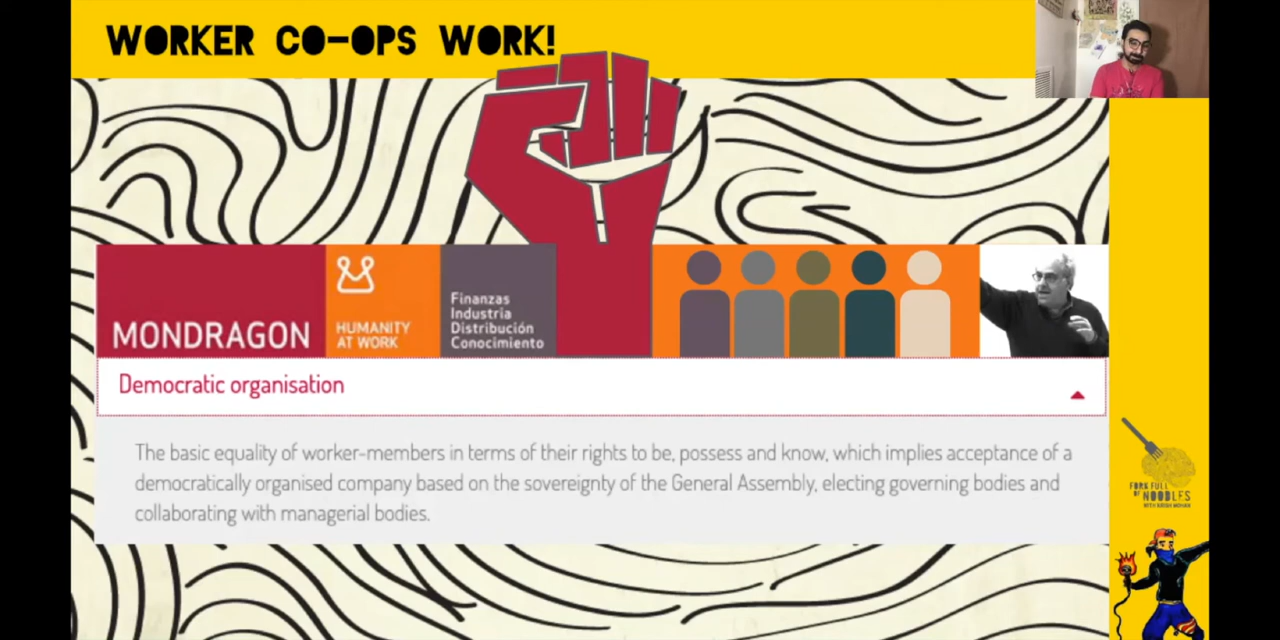 WORKER CO-OPS WORK!
MONDRAGON
HUMANITY
AT WORK
Finanzas
Industria
Distribución
Conocimiento
Democratic organisation
The basic equality of worker-members in terms of their rights to be, possess and know, which implies acceptance of a
democratically organised company based on the sovereignty of the General Assembly, electing governing bodies and
collaborating with managerial bodies.
FORK FULL
OF NOODLES
WITH KRISH MOHAN